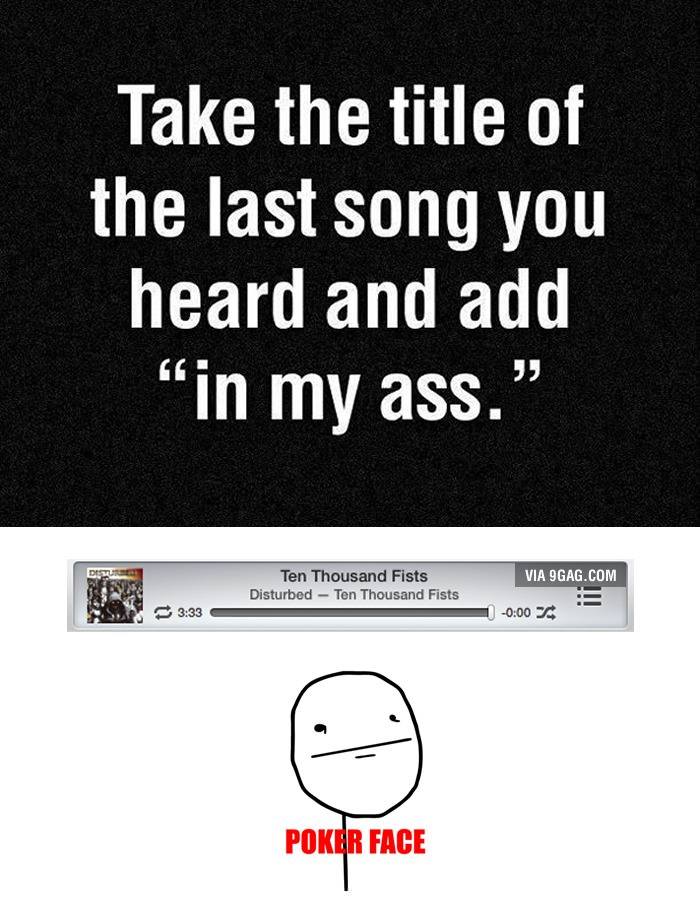 Take the title of
the last song you
heard and add
“in my ass.”
DISTURBED
Ten Thousand Fists
VIA 9GAG.COM
Disturbed — Ten Thousand Fists
3:33
-0:00
POKER FACE